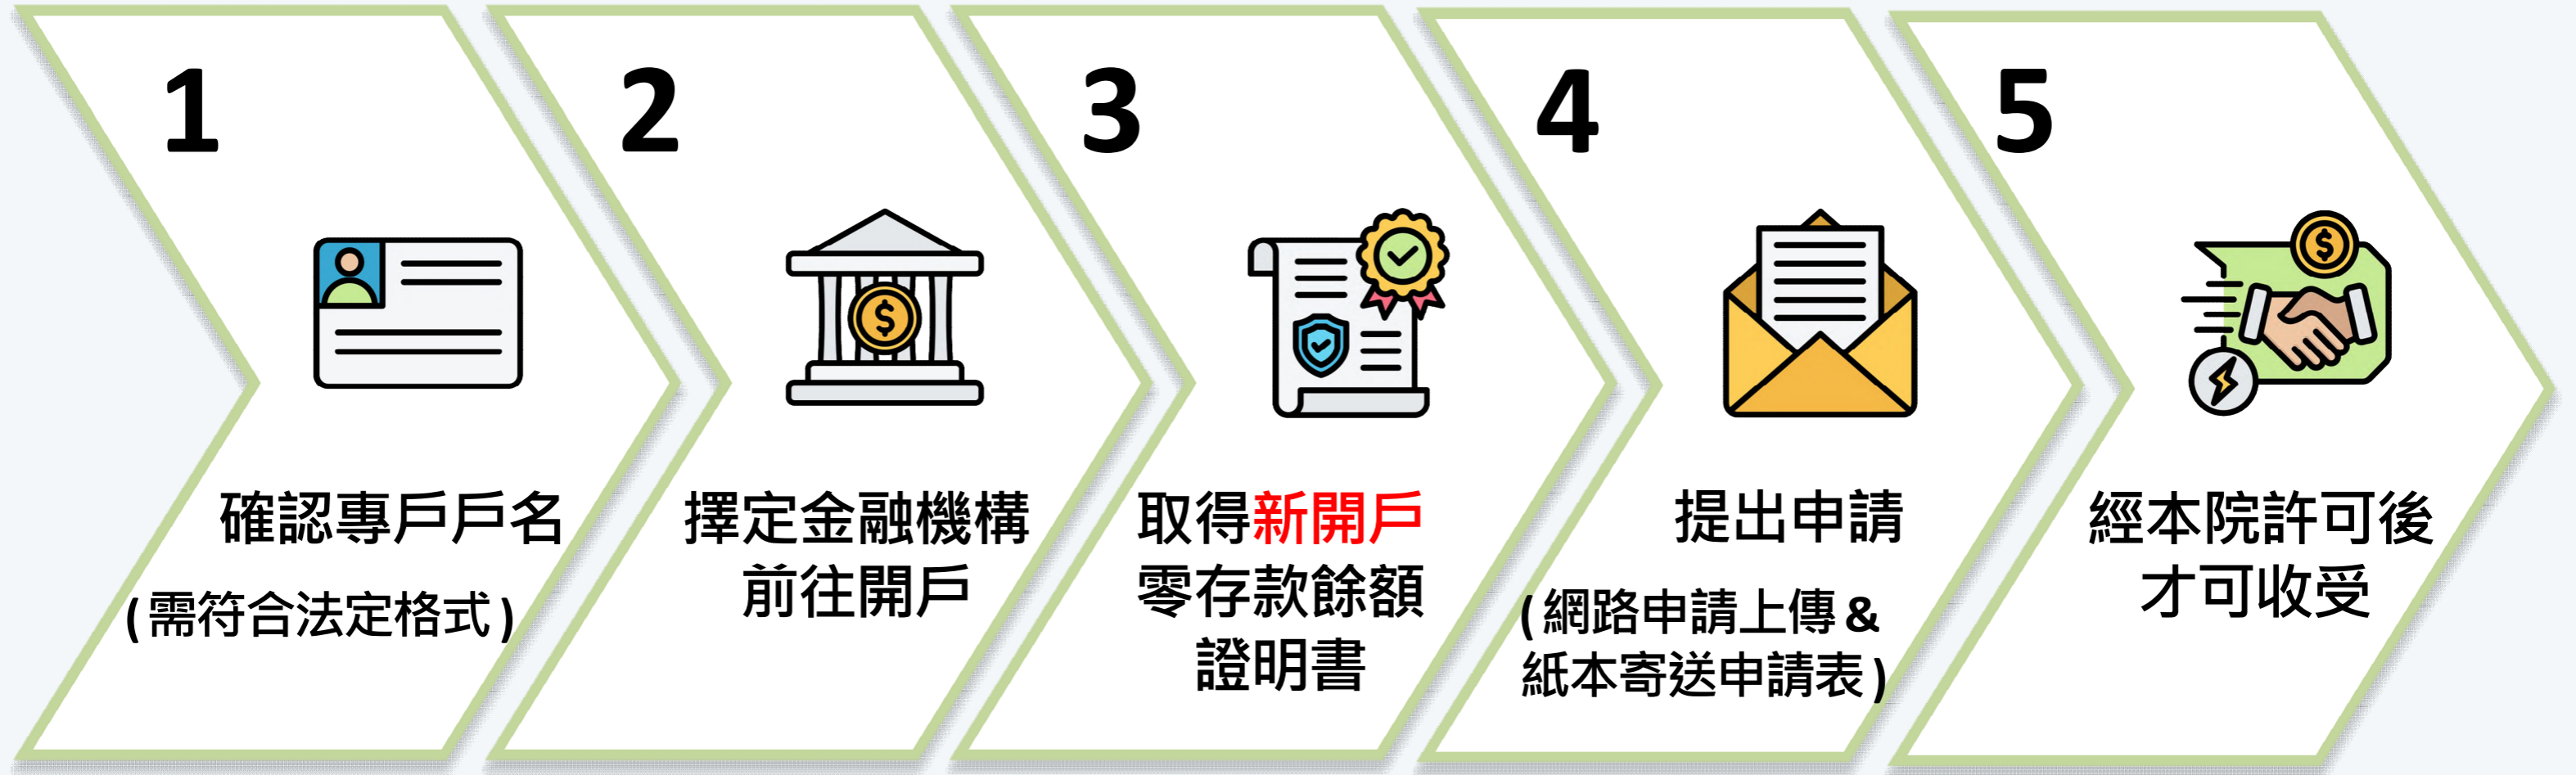 1
確認專戶戶名
(需符合法定格式)
2
擇定金融機構
前往開戶
3
取得新開戶
零存款餘額
證明書
4
提出申請
(網路申請上傳&
紙本寄送申請表)
5
經本院許可後
才可收受